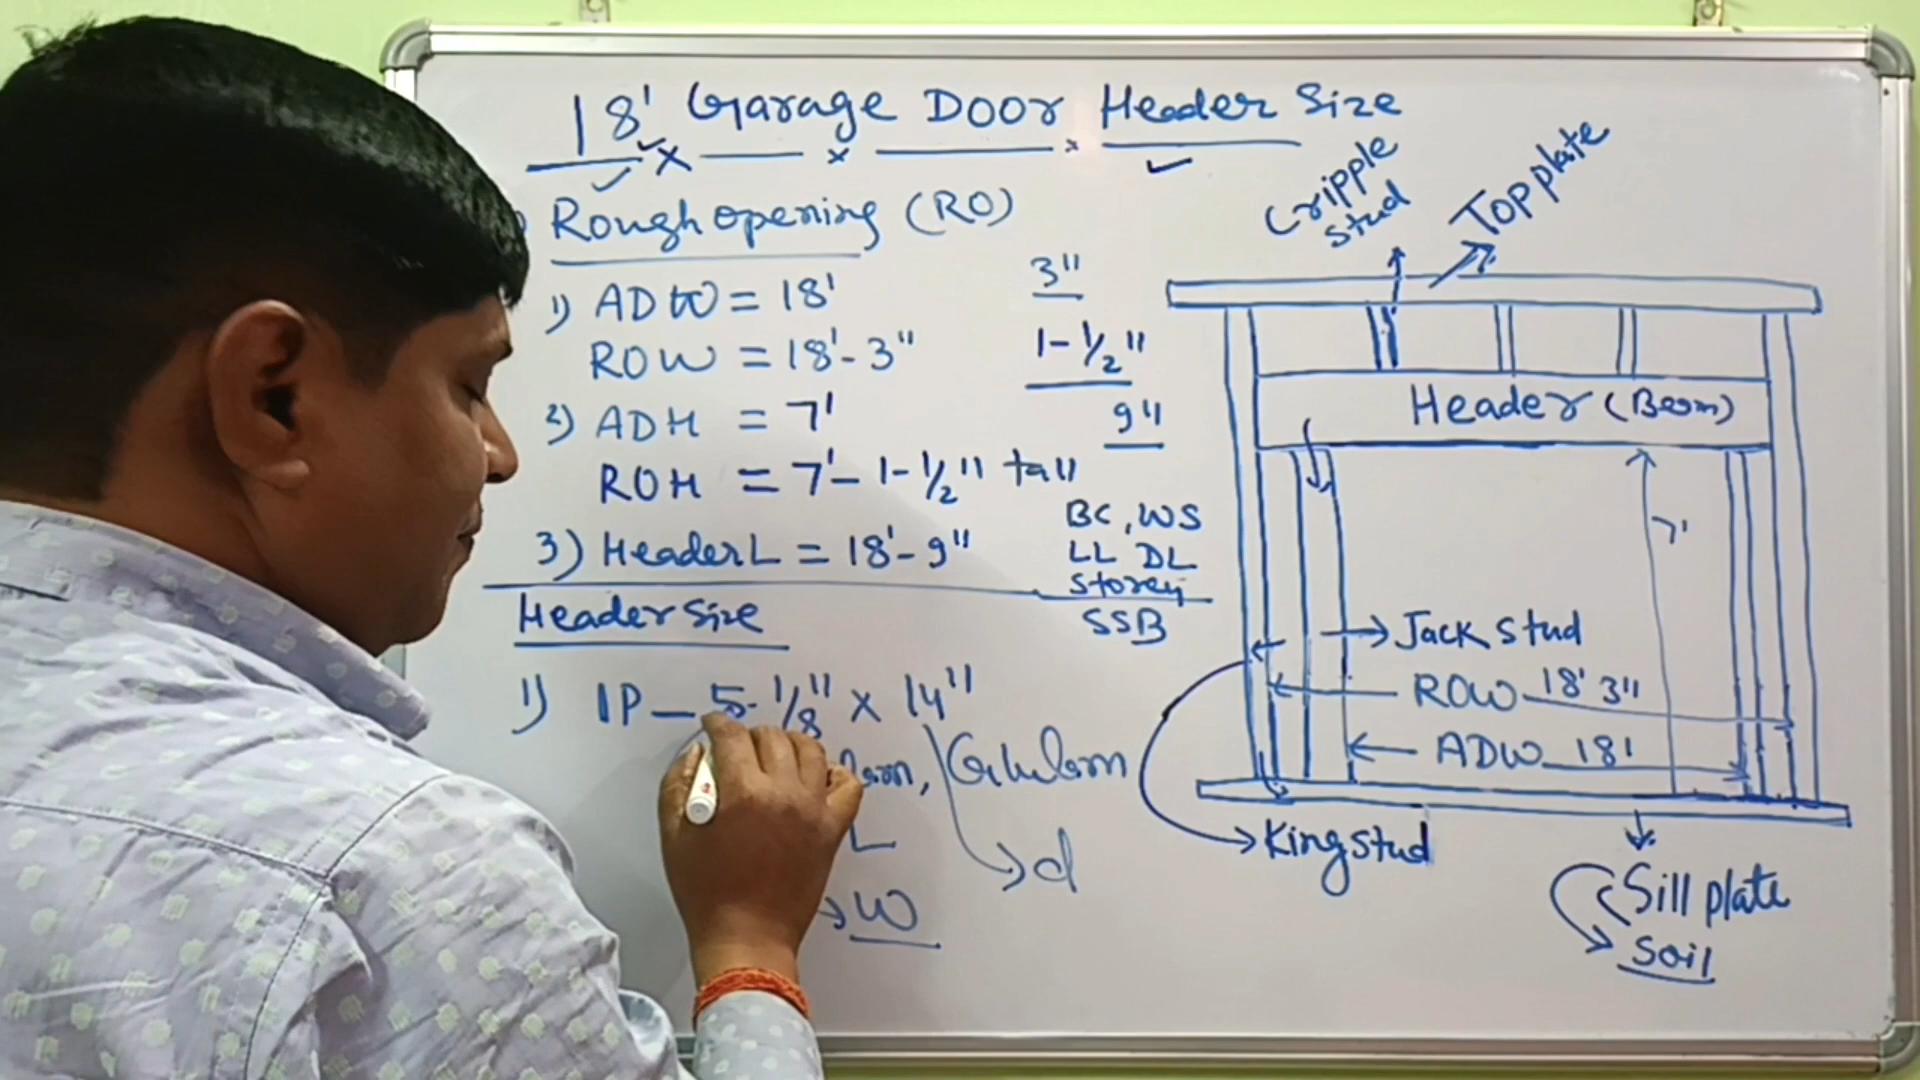 18' Garage Door Header Size
x x x
Rough opening (RO)
1) ADW = 18'
3"
ROW = 18'-3"
1-1/2"
2) ADH = 7'
9"
ROH = 7'-1-1/2" tall
BC, WS
3) Header L = 18'-9"
LL DL
Storey
Header Size
SSB
1) 1P - 5-1/8" x 14"
, Glulam
L
d
W
Cripple
stud
Top plate
Header (Beam)
7'
Jack stud
ROW 18' 3"
ADW 18'
King stud
Sill plate
Soil